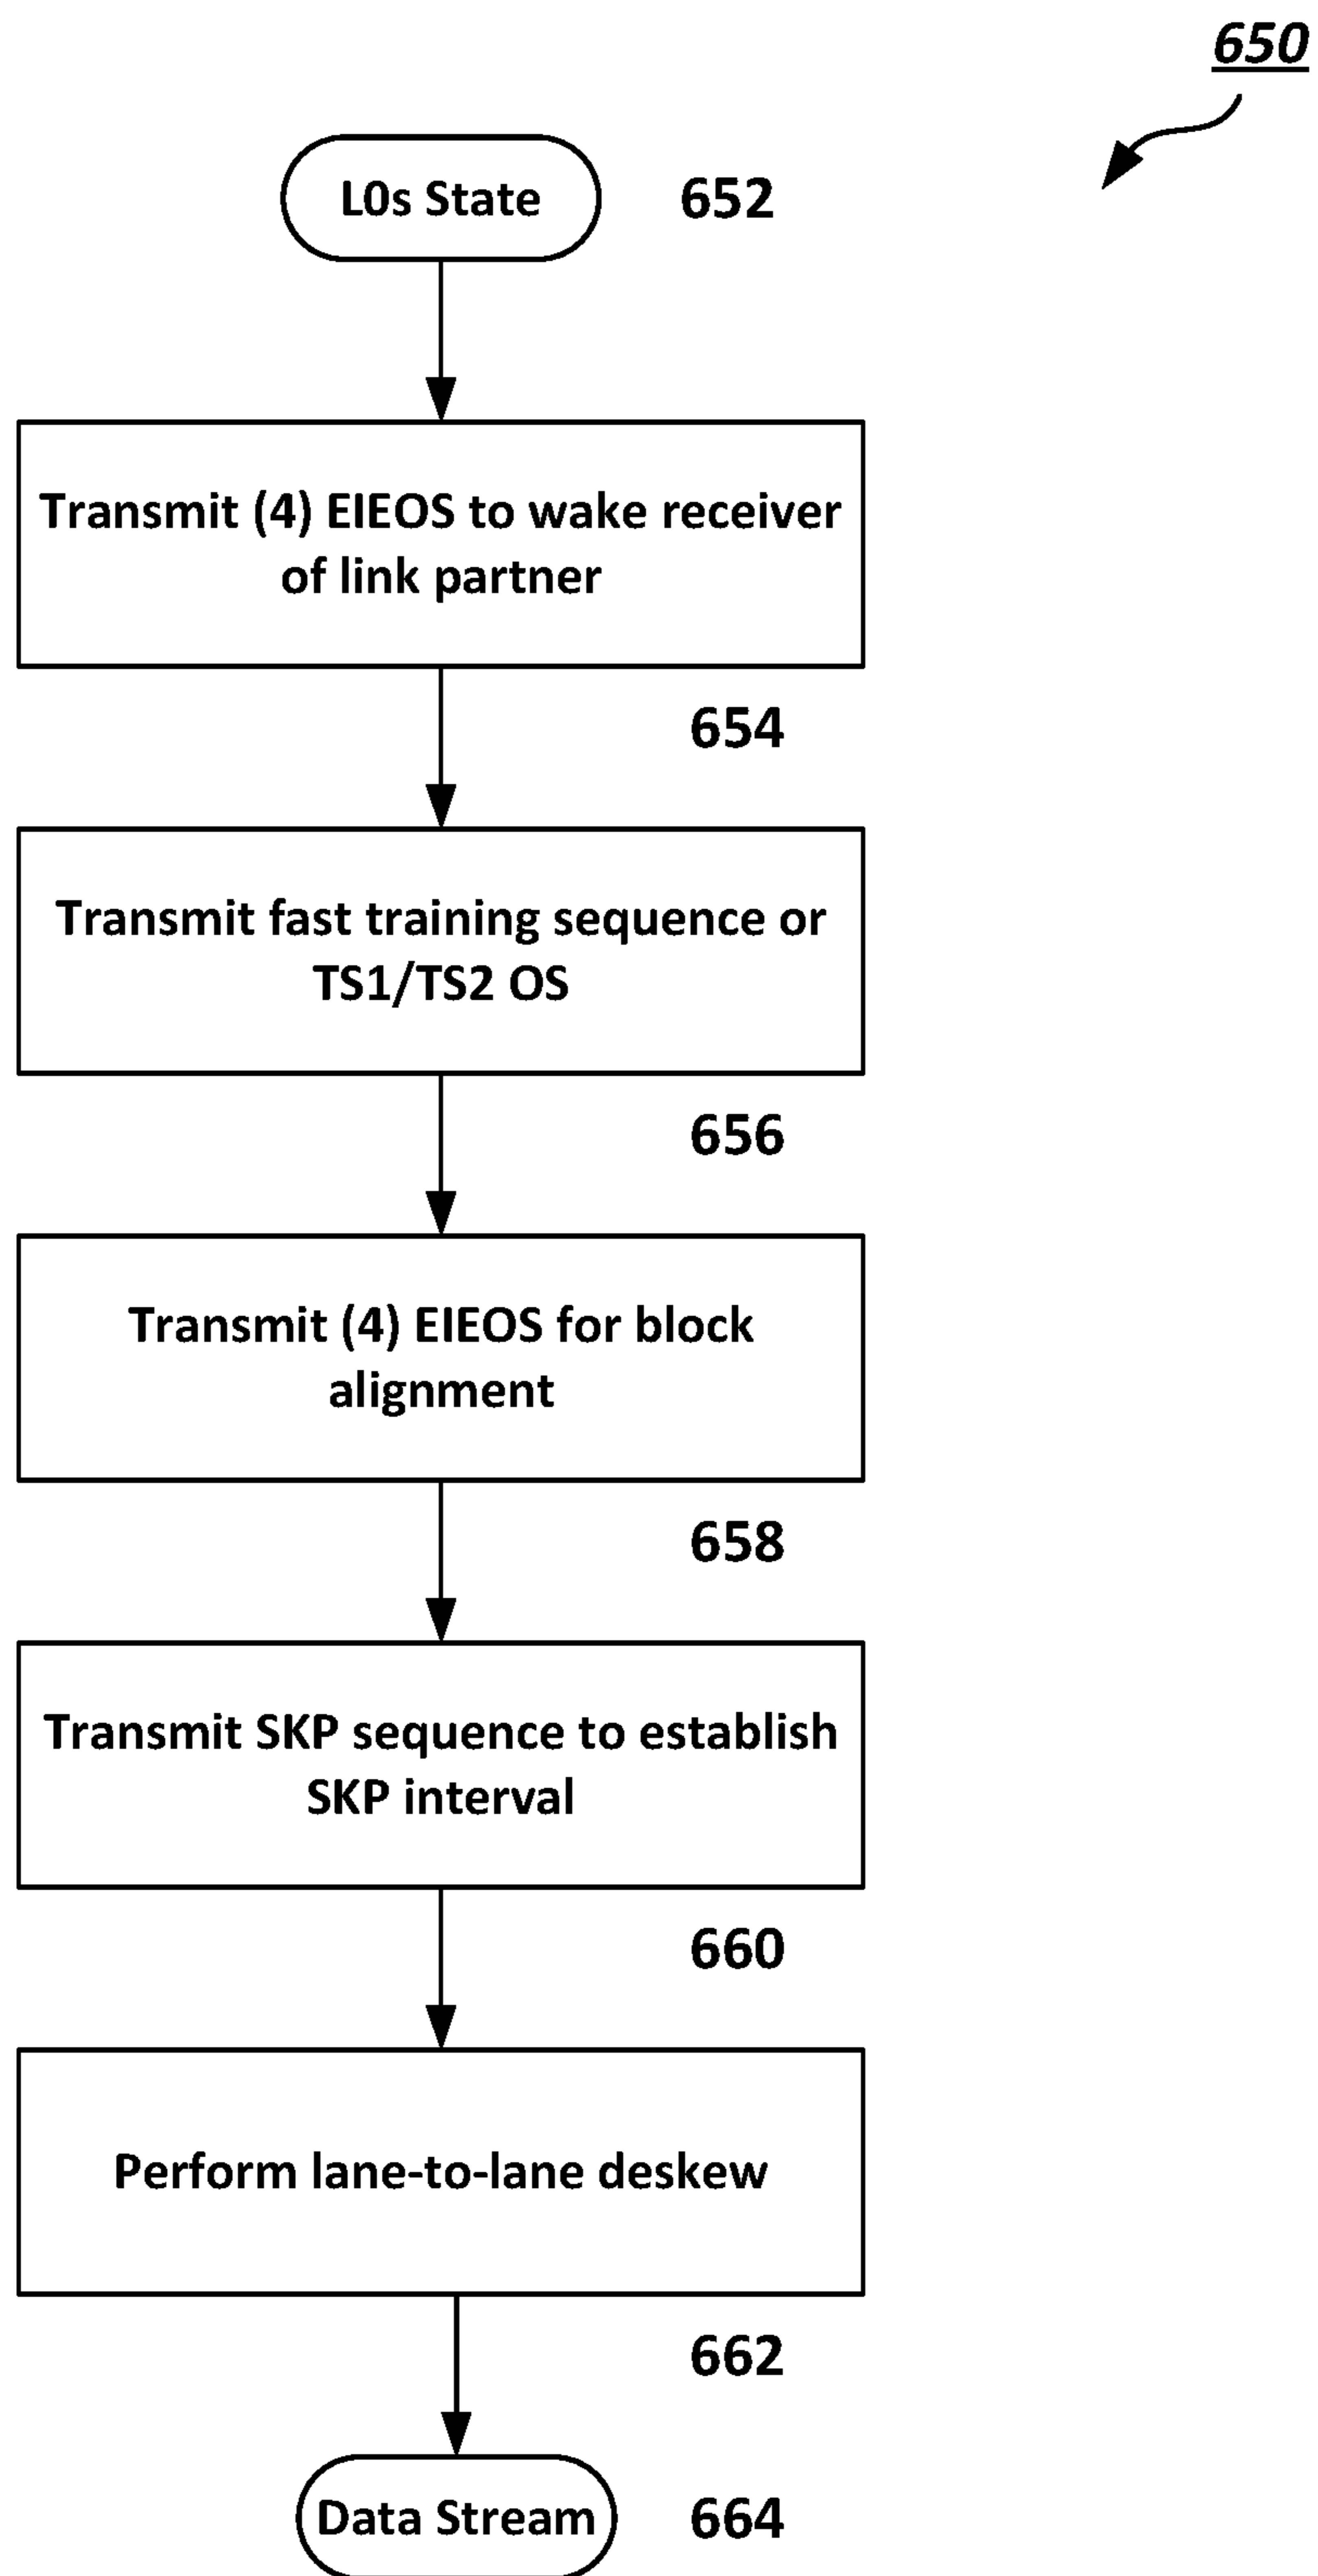 650
L0s State
652
Transmit (4) EIEOS to wake receiver
of link partner
654
Transmit fast training sequence or
TS1/TS2 OS
656
Transmit (4) EIEOS for block
alignment
658
Transmit SKP sequence to establish
SKP interval
660
Perform lane-to-lane deskew
662
Data Stream
664